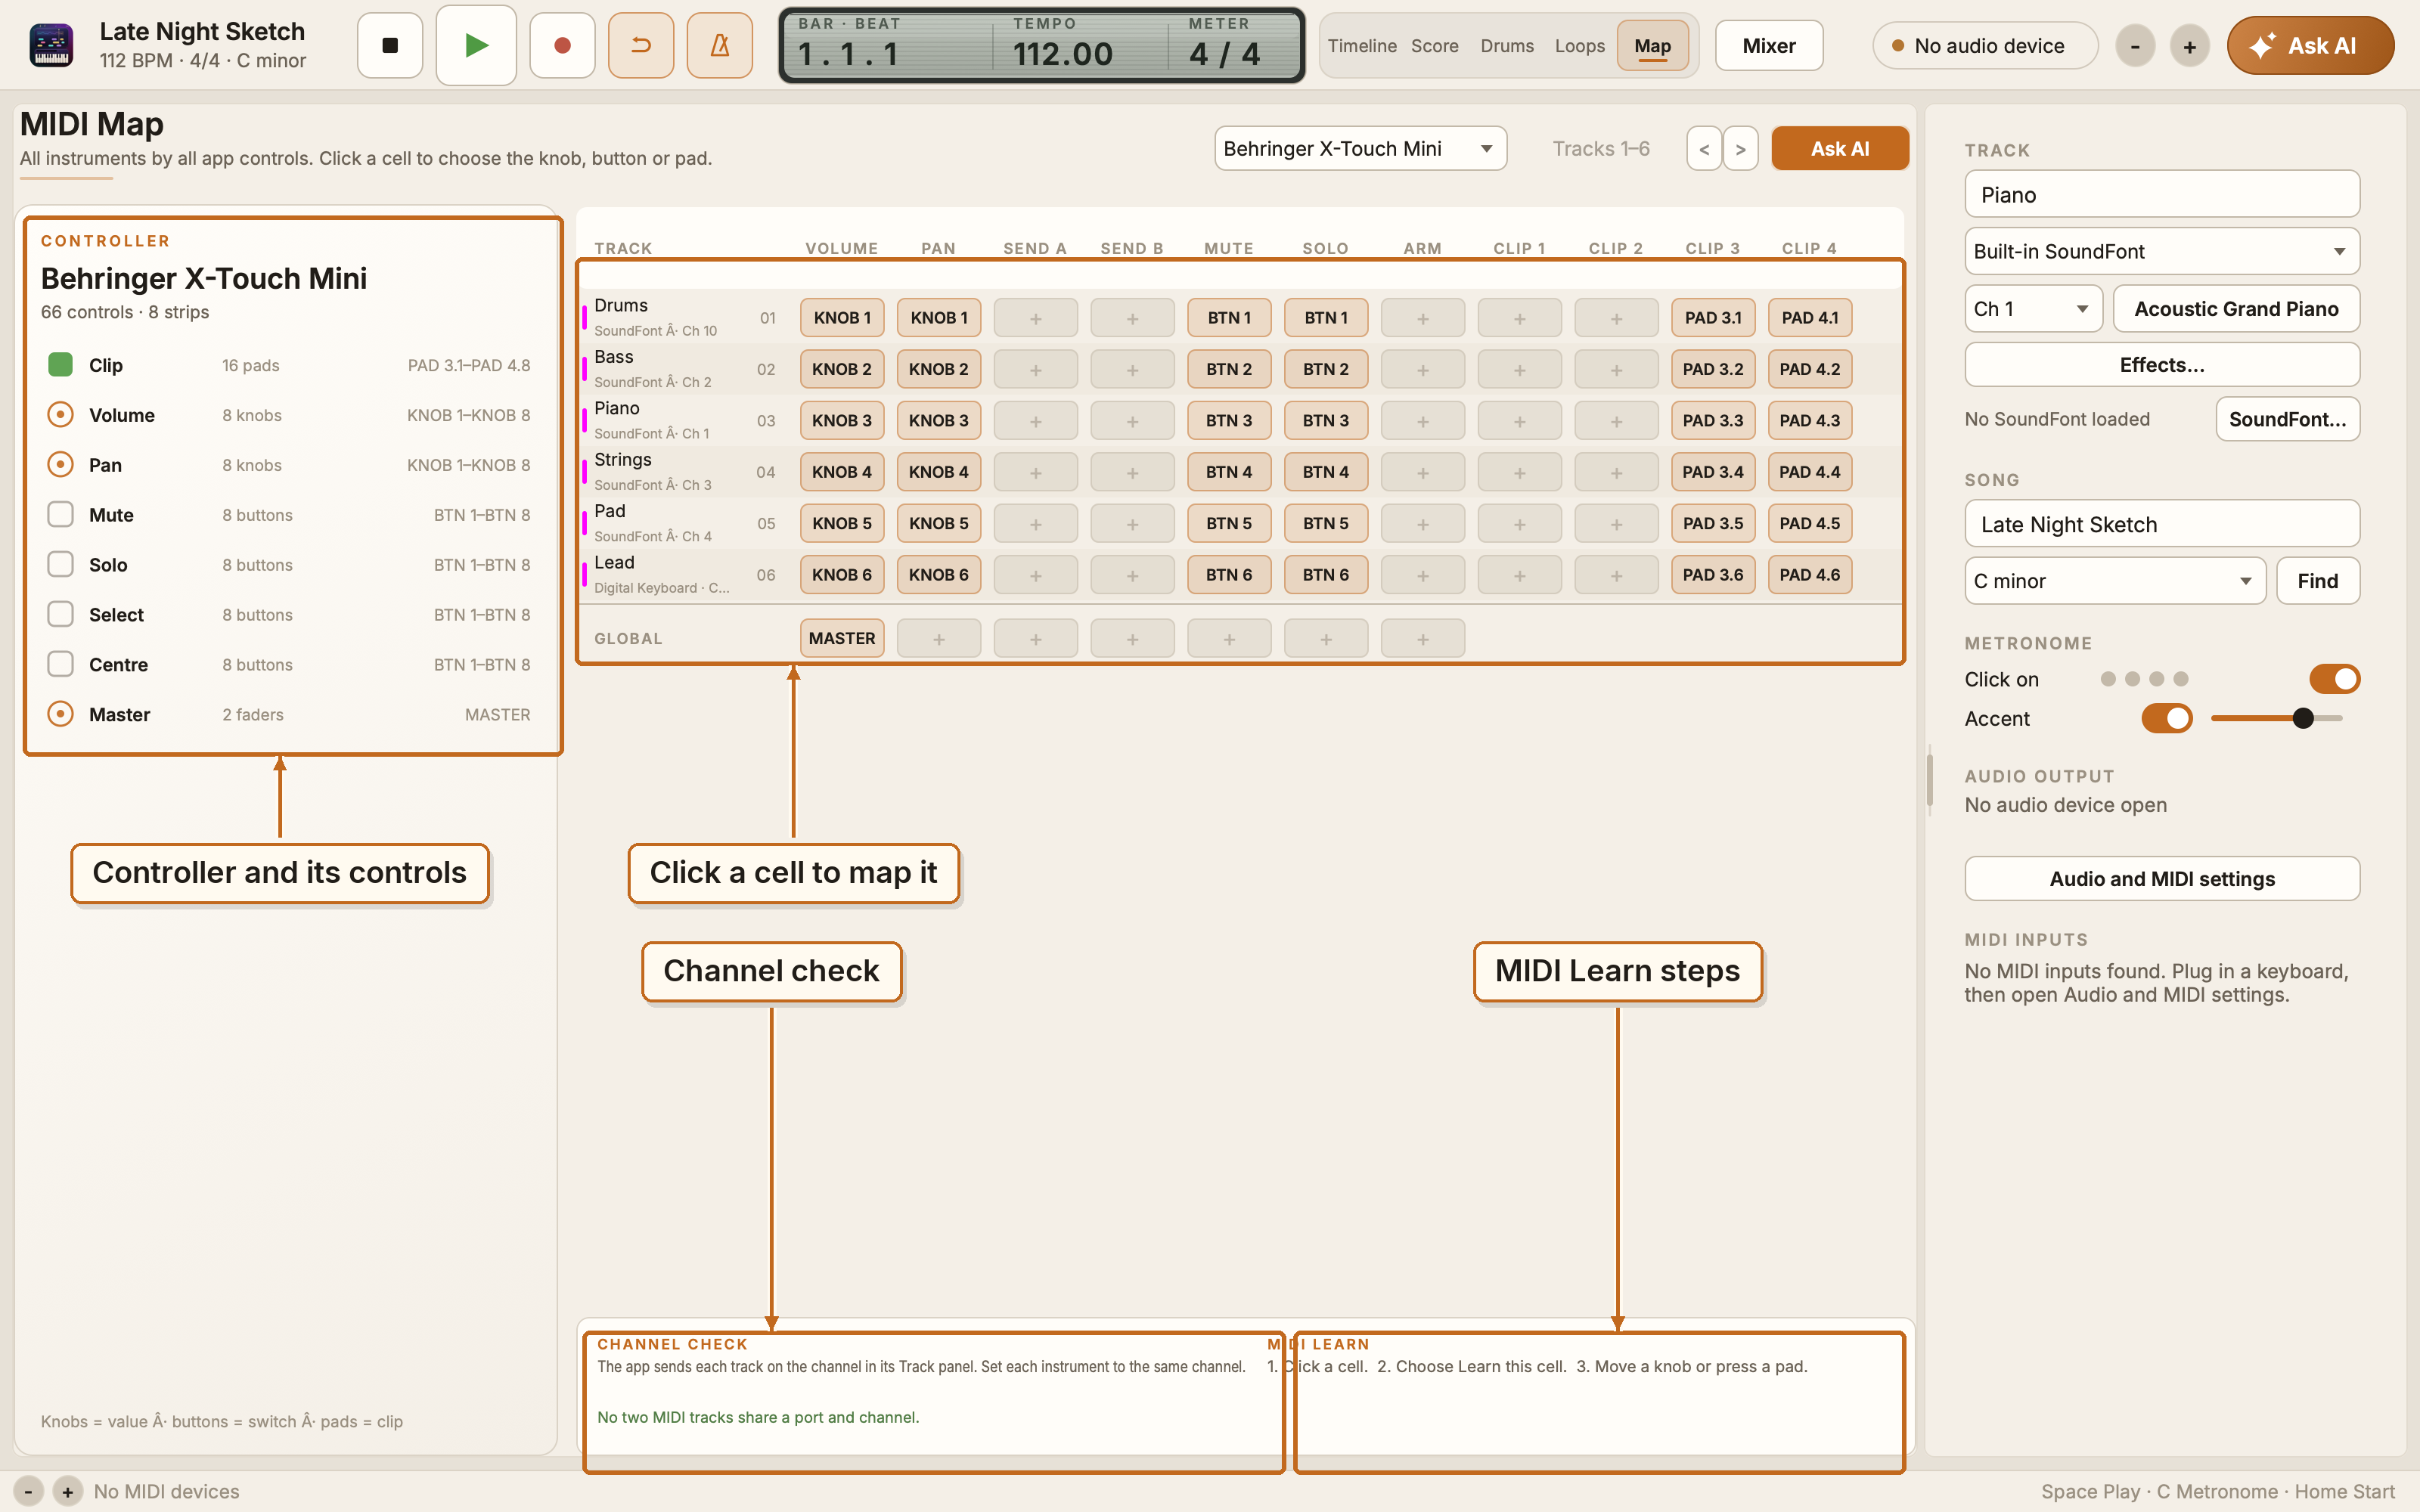 Late Night Sketch
112 BPM · 4/4 · C minor
BAR · BEAT
1 . 1 . 1
TEMPO
112.00
METER
4 / 4
Timeline Score Drums Loops Map
Mixer
No audio device
- +
Ask AI
MIDI Map
All instruments by all app controls. Click a cell to choose the knob, button or pad.
Behringer X-Touch Mini
Tracks 1–6
< >
Ask AI
CONTROLLER
Behringer X-Touch Mini
66 controls · 8 strips
Clip 16 pads PAD 3.1–PAD 4.8
Volume 8 knobs KNOB 1–KNOB 8
Pan 8 knobs KNOB 1–KNOB 8
Mute 8 buttons BTN 1–BTN 8
Solo 8 buttons BTN 1–BTN 8
Select 8 buttons BTN 1–BTN 8
Centre 8 buttons BTN 1–BTN 8
Master 2 faders MASTER
Controller and its controls
Knobs = value Â· buttons = switch Â· pads = clip
TRACK VOLUME PAN SEND A SEND B MUTE SOLO ARM CLIP 1 CLIP 2 CLIP 3 CLIP 4
Drums
SoundFont Â· Ch 10
01 KNOB 1 KNOB 1 + + BTN 1 BTN 1 + + + PAD 3.1 PAD 4.1
Bass
SoundFont Â· Ch 2
02 KNOB 2 KNOB 2 + + BTN 2 BTN 2 + + + PAD 3.2 PAD 4.2
Piano
SoundFont Â· Ch 1
03 KNOB 3 KNOB 3 + + BTN 3 BTN 3 + + + PAD 3.3 PAD 4.3
Strings
SoundFont Â· Ch 3
04 KNOB 4 KNOB 4 + + BTN 4 BTN 4 + + + PAD 3.4 PAD 4.4
Pad
SoundFont Â· Ch 4
05 KNOB 5 KNOB 5 + + BTN 5 BTN 5 + + + PAD 3.5 PAD 4.5
Lead
Digital Keyboard · C...
06 KNOB 6 KNOB 6 + + BTN 6 BTN 6 + + + PAD 3.6 PAD 4.6
GLOBAL MASTER + + + + + +
Click a cell to map it
Channel check
MIDI Learn steps
CHANNEL CHECK
The app sends each track on the channel in its Track panel. Set each instrument to the same channel.
No two MIDI tracks share a port and channel.
MIDI LEARN
1. Click a cell. 2. Choose Learn this cell. 3. Move a knob or press a pad.
TRACK
Piano
Built-in SoundFont
Ch 1
Acoustic Grand Piano
Effects...
No SoundFont loaded
SoundFont...
SONG
Late Night Sketch
C minor
Find
METRONOME
Click on
Accent
AUDIO OUTPUT
No audio device open
Audio and MIDI settings
MIDI INPUTS
No MIDI inputs found. Plug in a keyboard,
then open Audio and MIDI settings.
- + No MIDI devices
Space Play · C Metronome · Home Start